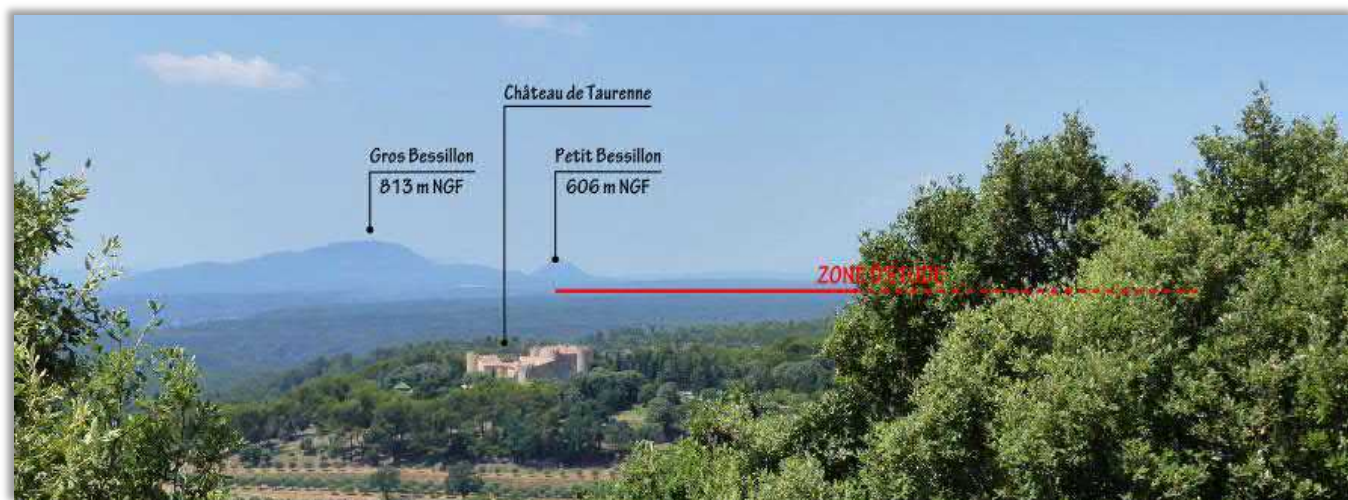 Château de Taurenne
Gros Bessillon
813 m NGF
Petit Bessillon
606 m NGF
ZONE D'ETUDE